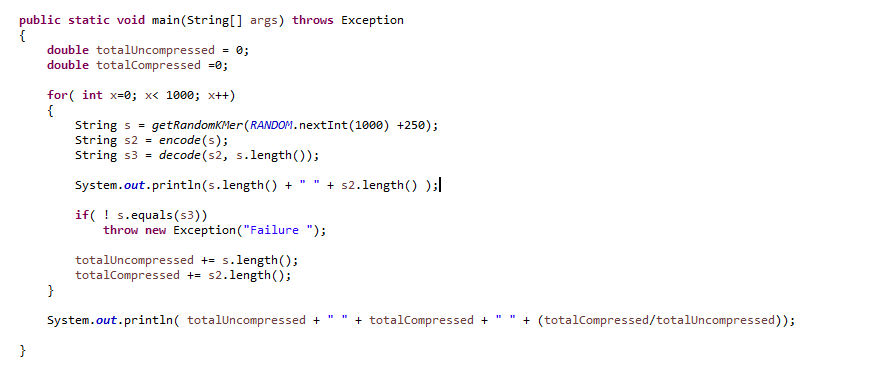 public static void main(String[] args) throws Exception
{
    double totalUncompressed = 0;
    double totalCompressed =0;
    for( int x=0; x< 1000; x++)
    {
        String s = getRandomKMer(RANDOM.nextInt(1000) +250);
        String s2 = encode(s);
        String s3 = decode(s2, s.length());
        System.out.println(s.length() + " " + s2.length() );
        if( ! s.equals(s3))
            throw new Exception("Failure ");
        totalUncompressed += s.length();
        totalCompressed += s2.length();
    }
    System.out.println( totalUncompressed + " " + totalCompressed + " " + (totalCompressed/totalUncompressed));
}